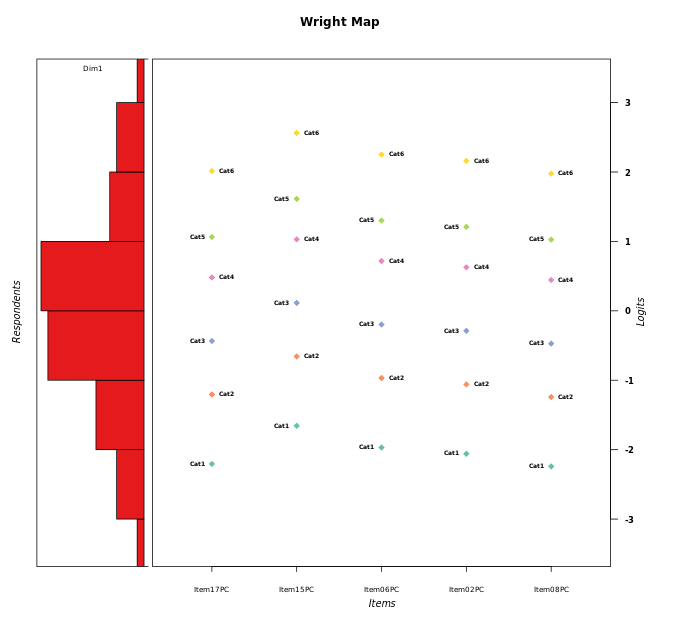 Wright Map
Dim1
3
Cat6
Cat6
Cat6
2
Cat6
Cat6
Cat5
Cat5
Cat5
Cat5
Cat4
Cat5
1
Cat4
Cat4
Cat4
Cat4
Cat3
0
Cat3
Cat3
Cat3
Cat3
Cat2
-1
Cat2
Cat2
Cat2
Cat2
Cat1
-2
Cat1
Cat1
Cat1
Cat1
-3
Respondents
Logits
Item17PC Item15PC Item06PC Item02PC Item08PC
Items